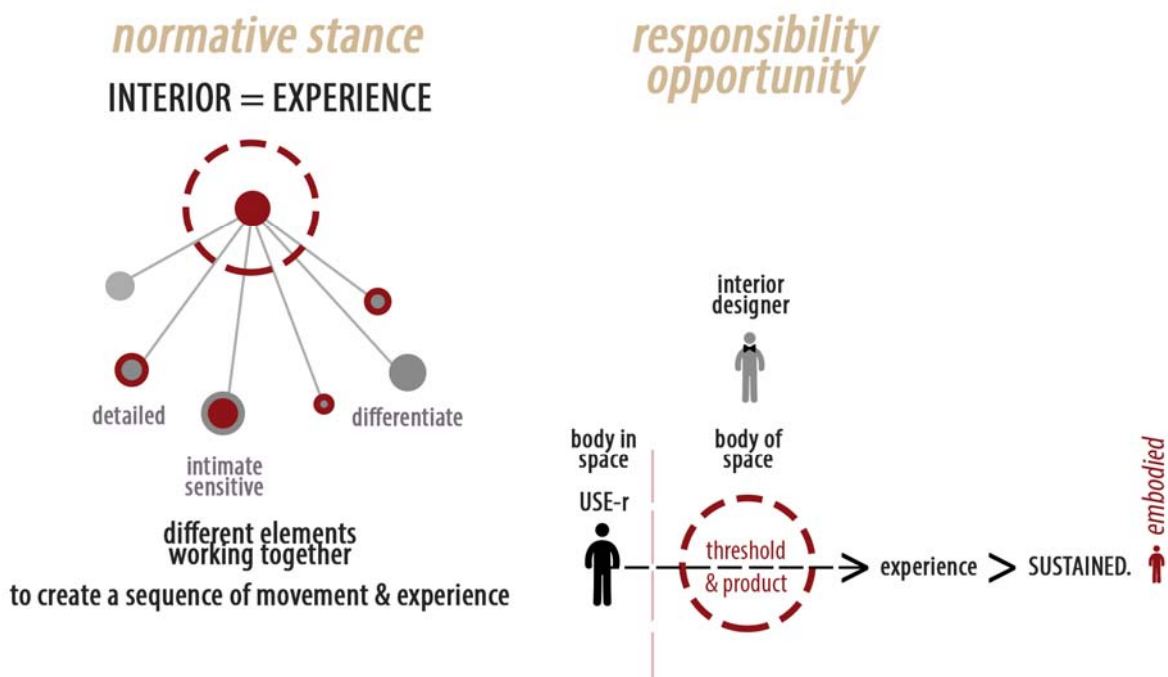 normative stance
INTERIOR = EXPERIENCE
detailed
differentiate
intimate
sensitive
different elements
working together
to create a sequence of movement & experience
responsibility
opportunity
interior
designer
body in
space
body of
space
USE-r
threshold
& product
experience
SUSTAINED.
embodied